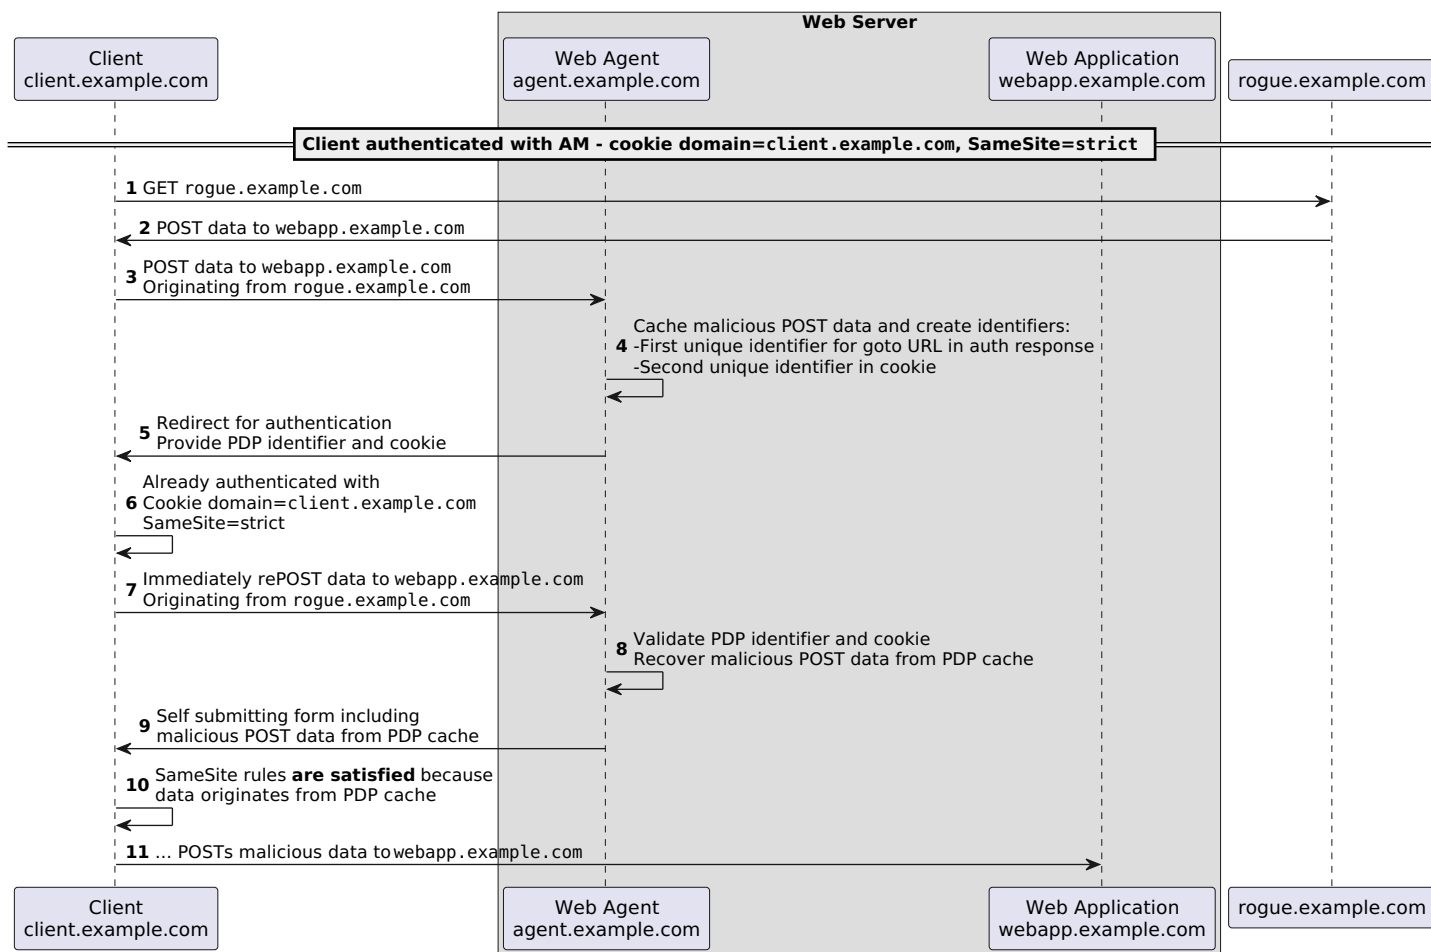 Web Server
Client
client.example.com
Web Agent
agent.example.com
Web Application
webapp.example.com
rogue.example.com
Client authenticated with AM - cookie domain=client.example.com, SameSite=strict
1 GET rogue.example.com
2 POST data to webapp.example.com
3 POST data to webapp.example.com
Originating from rogue.example.com
Cache malicious POST data and create identifiers:
4 -First unique identifier for goto URL in auth response
-Second unique identifier in cookie
5 Redirect for authentication
Provide PDP identifier and cookie
Already authenticated with
6 Cookie domain=client.example.com
SameSite=strict
7 Immediately rePOST data to webapp.example.com
Originating from rogue.example.com
8 Validate PDP identifier and cookie
Recover malicious POST data from PDP cache
9 Self submitting form including
malicious POST data from PDP cache
10 SameSite rules are satisfied because
data originates from PDP cache
11 ... POSTs malicious data to webapp.example.com
Client
client.example.com
Web Agent
agent.example.com
Web Application
webapp.example.com
rogue.example.com